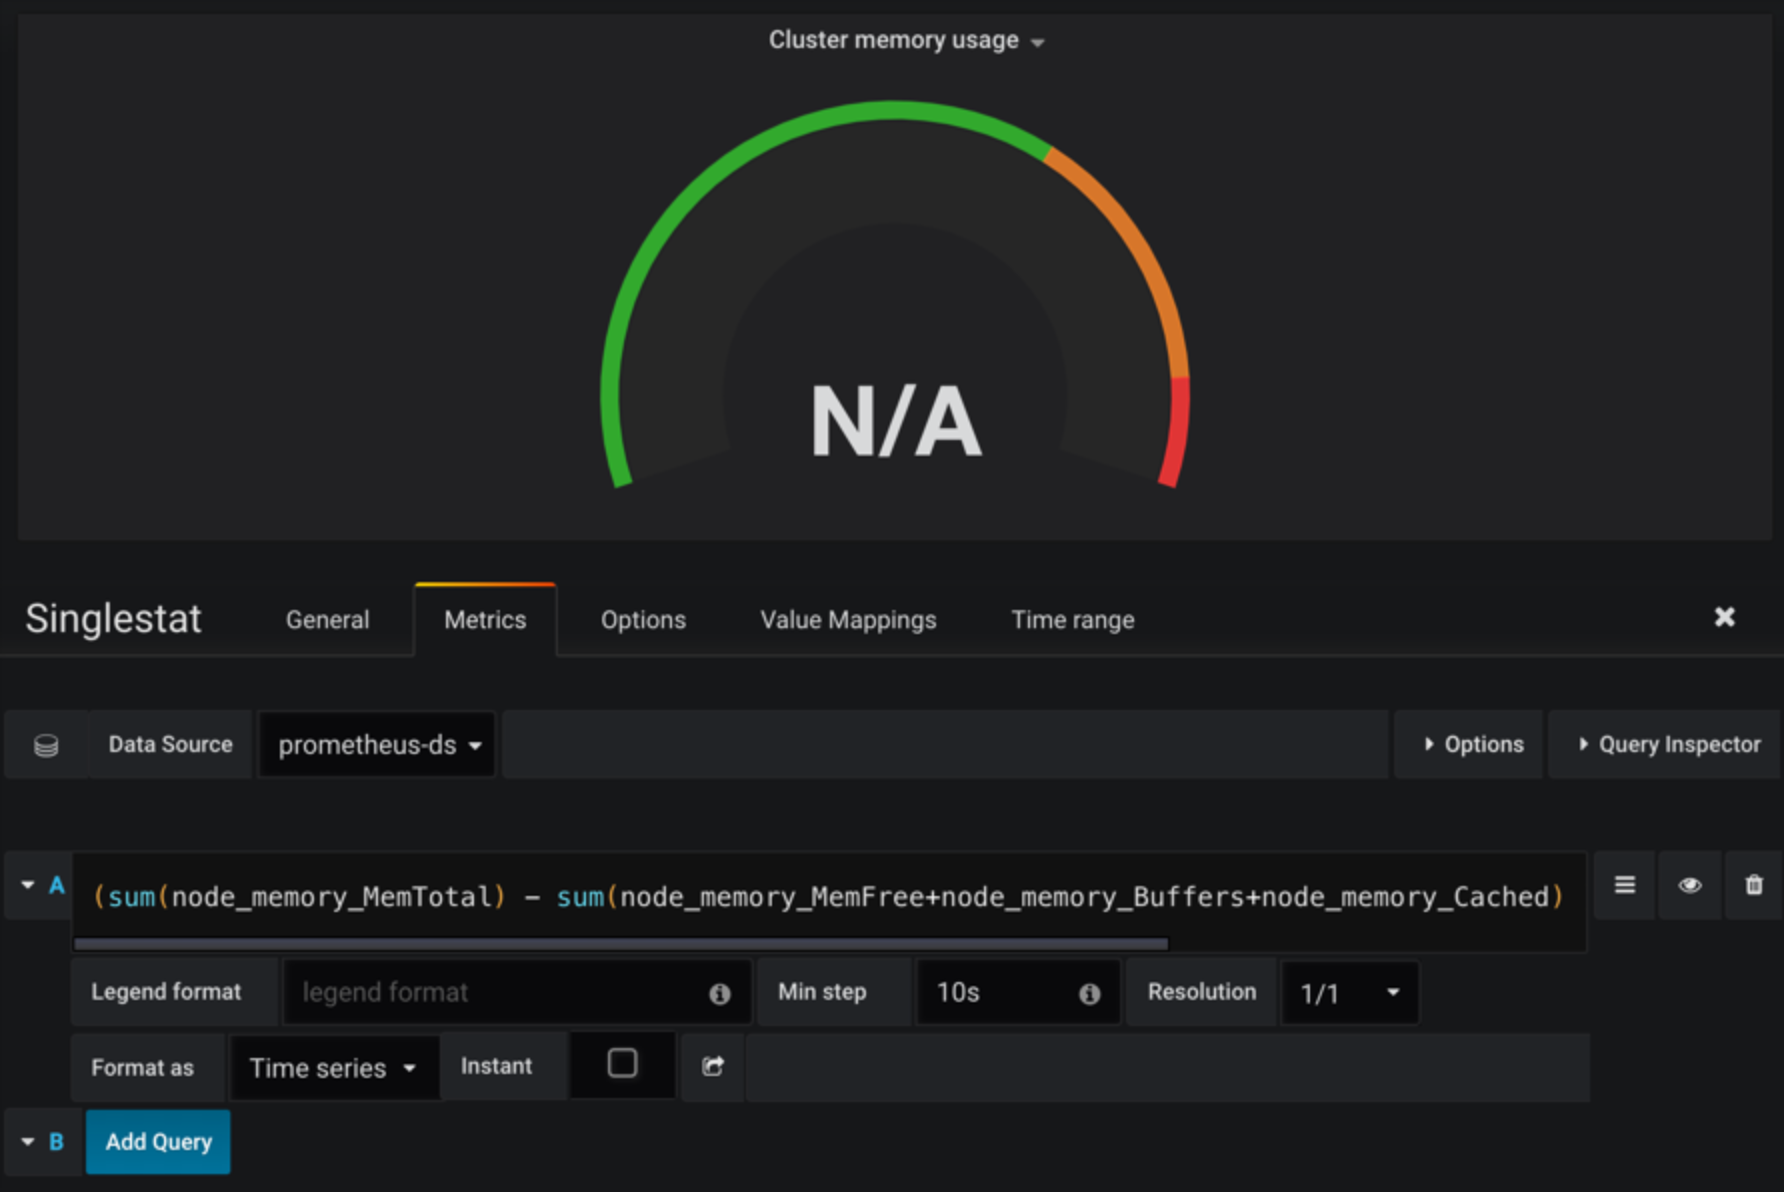 Cluster memory usage
N/A
Singlestat General Metrics Options Value Mappings Time range
Data Source prometheus-ds Options Query Inspector
A (sum(node_memory_MemTotal) – sum(node_memory_MemFree+node_memory_Buffers+node_memory_Cached)
Legend format legend format Min step 10s Resolution 1/1
Format as Time series Instant
B Add Query